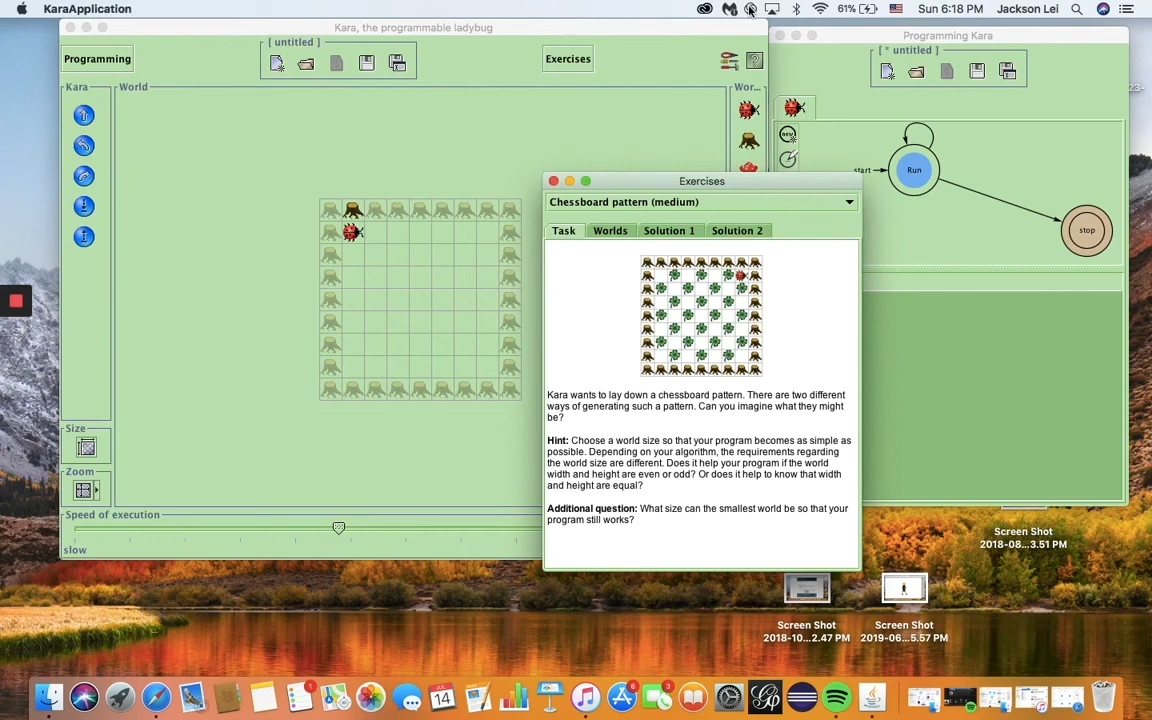 KaraApplication
61%
Sun 6:18 PM
Jackson Lei
Kara, the programmable ladybug
Programming
[ untitled ]
Exercises
Kara
World
Wor...
Size
Zoom
Speed of execution
slow
Programming Kara
[ * untitled ]
start
Run
stop
Exercises
Chessboard pattern (medium)
Task
Worlds
Solution 1
Solution 2
Kara wants to lay down a chessboard pattern. There are two different
ways of generating such a pattern. Can you imagine what they might
be?
Hint: Choose a world size so that your program becomes as simple as
possible. Depending on your algorithm, the requirements regarding
the world size are different. Does it help your program if the world
width and height are even or odd? Or does it help to know that width
and height are equal?
Additional question: What size can the smallest world be so that your
program still works?
Screen Shot
2018-08...3.51 PM
Screen Shot
2018-10...2.47 PM
Screen Shot
2019-06...5.57 PM
14
1
6
3